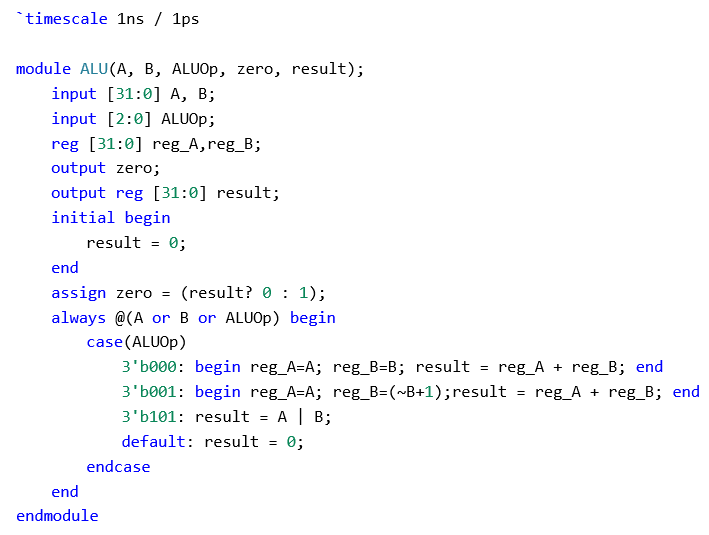 `timescale 1ns / 1ps
module ALU(A, B, ALUOp, zero, result);
input [31:0] A, B;
input [2:0] ALUOp;
reg [31:0] reg_A,reg_B;
output zero;
output reg [31:0] result;
initial begin
result = 0;
end
assign zero = (result? 0 : 1);
always @(A or B or ALUOp) begin
case(ALUOp)
3'b000: begin reg_A=A; reg_B=B; result = reg_A + reg_B; end
3'b001: begin reg_A=A; reg_B=(~B+1);result = reg_A + reg_B; end
3'b101: result = A | B;
default: result = 0;
endcase
end
endmodule